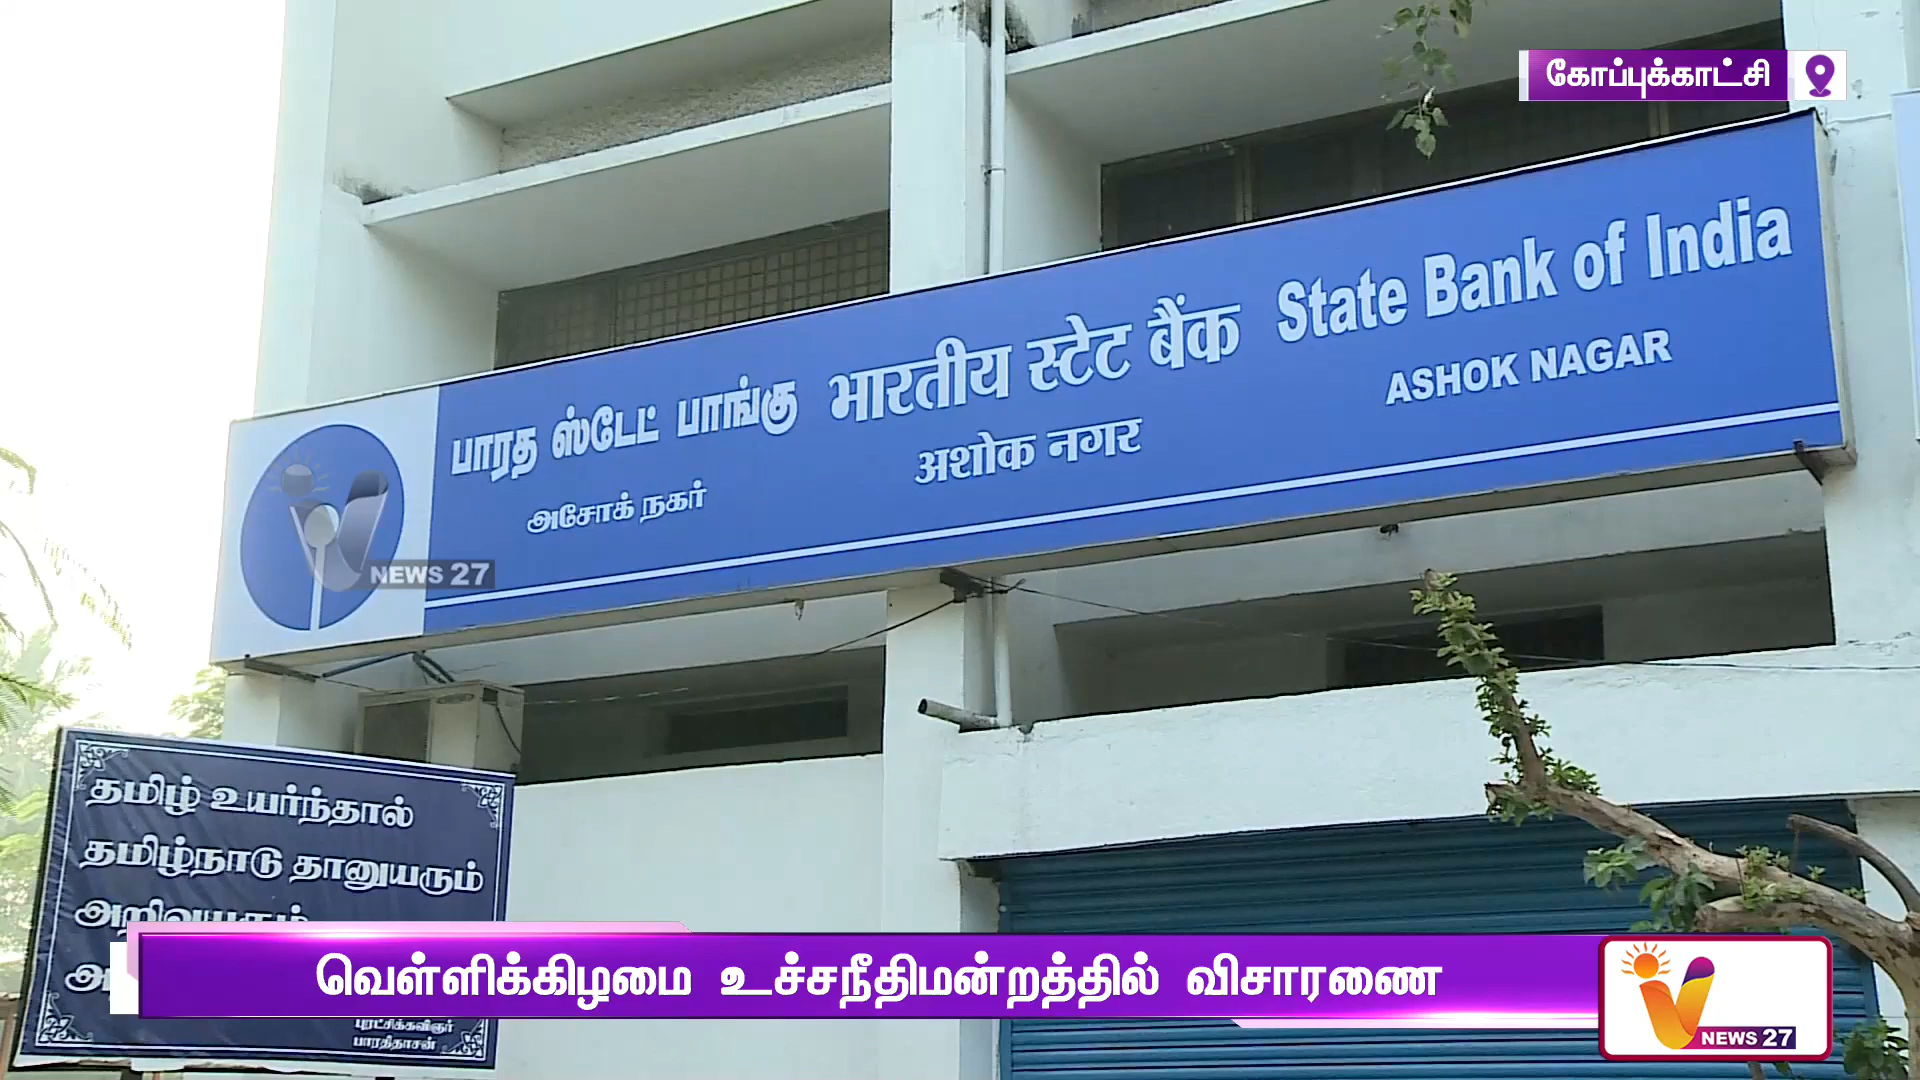 கோப்புக்காட்சி
பாரத ஸ்டேட் பாங்கு भारतीय स्टेट बैंक State Bank of India
அசோக் நகர் अशोक नगर ASHOK NAGAR
NEWS 27
தமிழ் உயர்ந்தால்
தமிழ்நாடு தானுயரும்
புரட்சிக்கவிஞர்
பாரதிதாசன்
வெள்ளிக்கிழமை உச்சநீதிமன்றத்தில் விசாரணை
NEWS 27